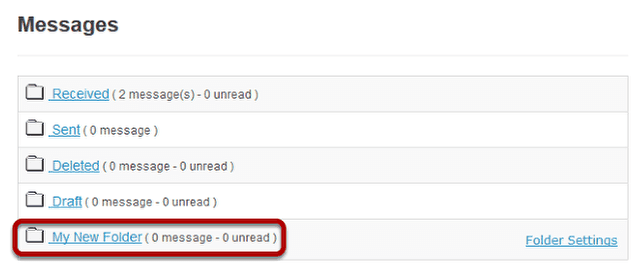 Messages
Received ( 2 message(s) - 0 unread )
Sent ( 0 message )
Deleted ( 0 message - 0 unread )
Draft ( 0 message - 0 unread )
My New Folder ( 0 message - 0 unread ) Folder Settings